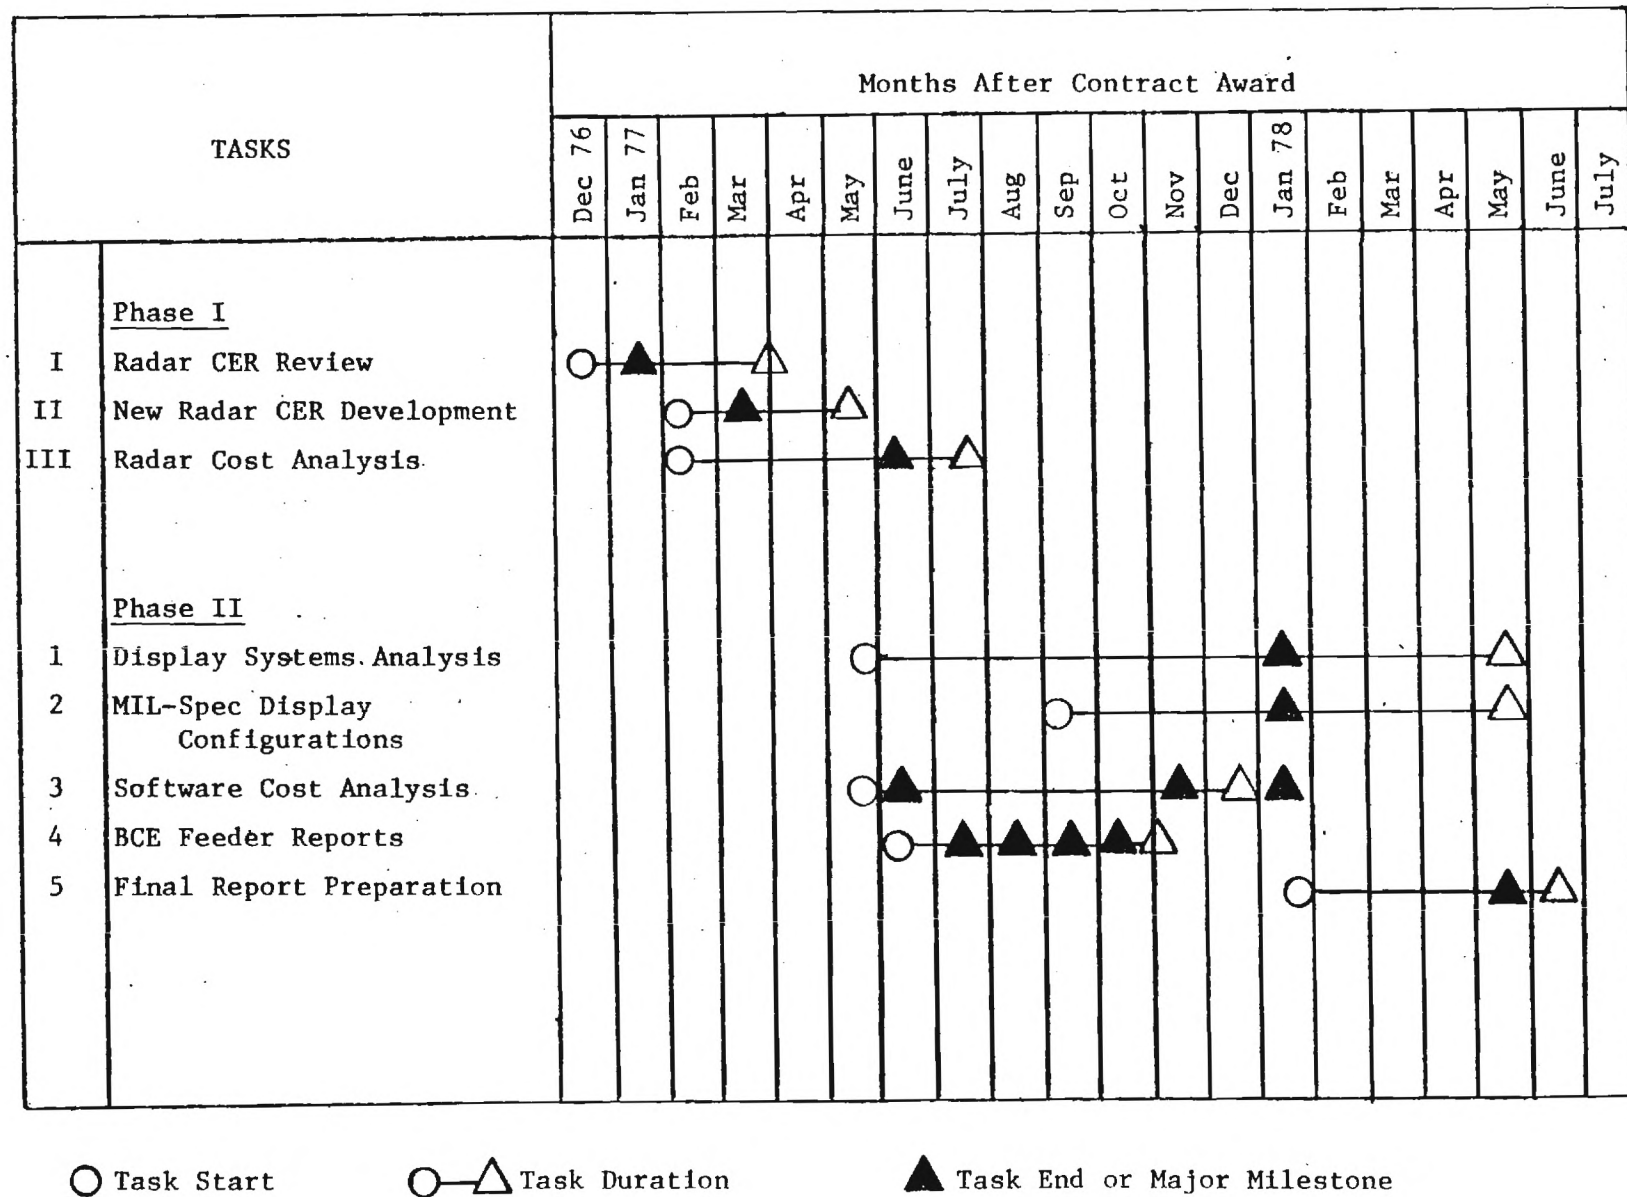 Months After Contract Award
TASKS
Dec 76
Jan 77
Feb
Mar
Apr
May
June
July
Aug
Sep
Oct
Nov
Dec
Jan 78
Feb
Mar
Apr
May
June
July
Phase I
I Radar CER Review
II New Radar CER Development
III Radar Cost Analysis
Phase II
1 Display Systems Analysis
2 MIL-Spec Display
Configurations
3 Software Cost Analysis
4 BCE Feeder Reports
5 Final Report Preparation
Task Start Task Duration Task End or Major Milestone